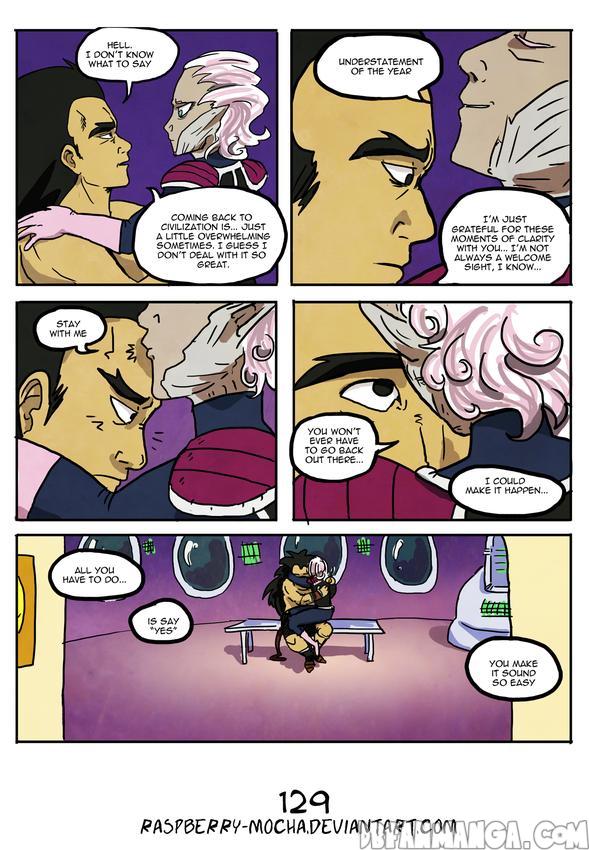 HELL.
I DON'T KNOW
WHAT TO SAY
COMING BACK TO
CIVILIZATION IS... JUST
A LITTLE OVERWHELMING
SOMETIMES. I GUESS I
DON'T DEAL WITH IT SO
GREAT.
UNDERSTATEMENT
OF THE YEAR
I'M JUST
GRATEFUL FOR THESE
MOMENTS OF CLARITY
WITH YOU... I'M NOT
ALWAYS A WELCOME
SIGHT, I KNOW...
STAY
WITH ME
YOU WON'T
EVER HAVE
TO GO BACK
OUT THERE...
I COULD
MAKE IT HAPPEN...
ALL YOU
HAVE TO DO...
IS SAY
"YES"
YOU MAKE
IT SOUND
SO EASY
129
RASPBERRY-MOCHA.DEVIANTART.COM
DBFANMANGA.COM